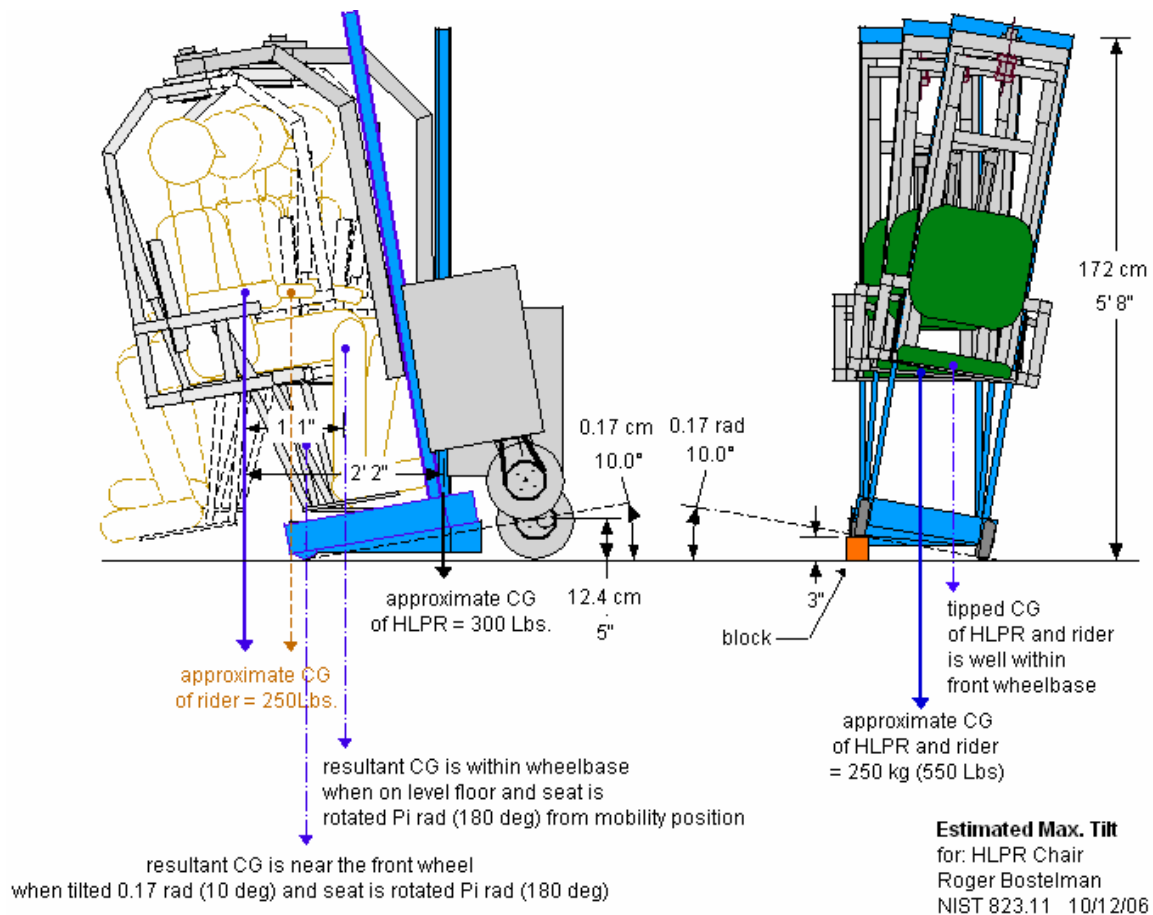 172 cm
5' 8"
0.17 cm
10.0°
0.17 rad
10.0°
1"
2' 2"
12.4 cm
5"
3"
block
approximate CG
of HLPR = 300 Lbs.
approximate CG
of rider = 250Lbs.
tipped CG
of HLPR and rider
is well within
front wheelbase
approximate CG
of HLPR and rider
= 250 kg (550 Lbs)
resultant CG is within wheelbase
when on level floor and seat is
rotated Pi rad (180 deg) from mobility position
resultant CG is near the front wheel
when tilted 0.17 rad (10 deg) and seat is rotated Pi rad (180 deg)
Estimated Max. Tilt
for: HLPR Chair
Roger Bostelman
NIST 823.11 10/12/06